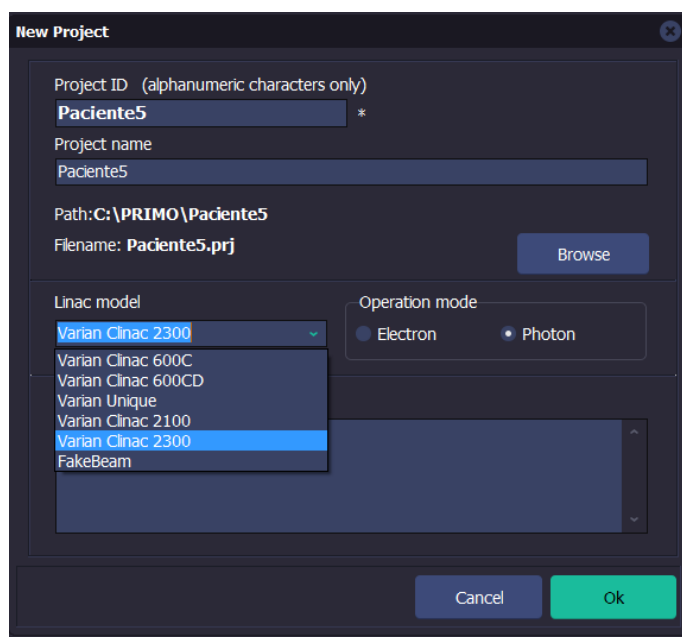 New Project
Project ID (alphanumeric characters only)
Paciente5 *
Project name
Paciente5
Path:C:\PRIMO\Paciente5
Filename: Paciente5.prj
Browse
Linac model
Operation mode
Varian Clinac 2300
Electron
Photon
Varian Clinac 600C
Varian Clinac 600CD
Varian Unique
Varian Clinac 2100
Varian Clinac 2300
FakeBeam
Cancel
Ok